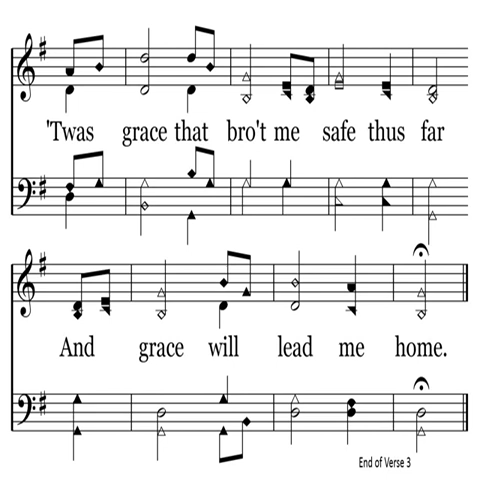 'Twas grace that bro't me safe thus far
And grace will lead me home.
End of Verse 3